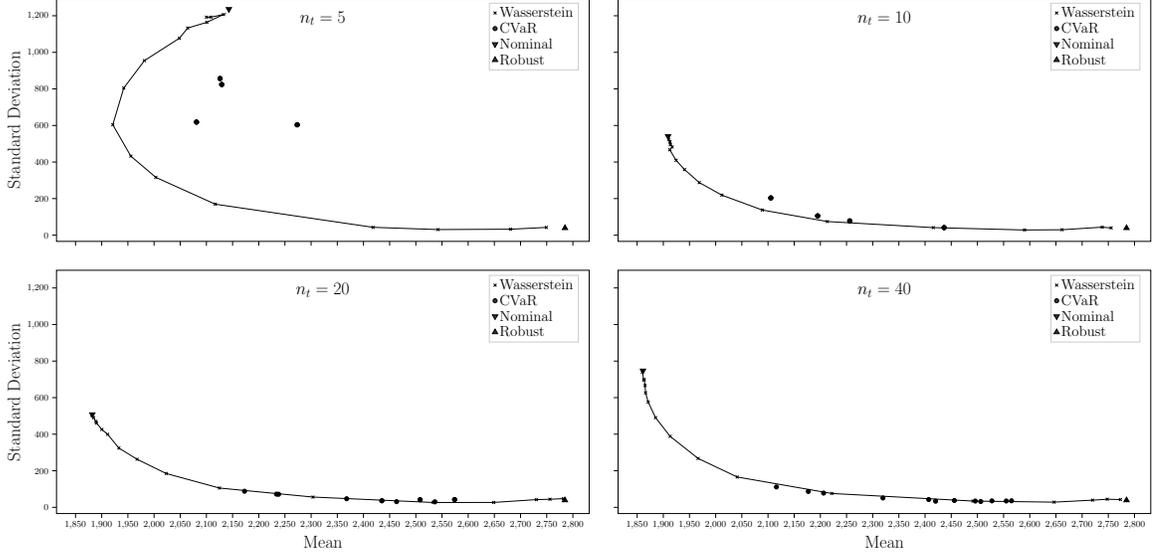 n_t = 5
Wasserstein
CVaR
Nominal
Robust
1,200
1,000
800
600
400
200
0
Standard Deviation
n_t = 10
Wasserstein
CVaR
Nominal
Robust
n_t = 20
Wasserstein
CVaR
Nominal
Robust
1,200
1,000
800
600
400
200
0
Standard Deviation
1,850 1,900 1,950 2,000 2,050 2,100 2,150 2,200 2,250 2,300 2,350 2,400 2,450 2,500 2,550 2,600 2,650 2,700 2,750 2,800
Mean
n_t = 40
Wasserstein
CVaR
Nominal
Robust
1,850 1,900 1,950 2,000 2,050 2,100 2,150 2,200 2,250 2,300 2,350 2,400 2,450 2,500 2,550 2,600 2,650 2,700 2,750 2,800
Mean